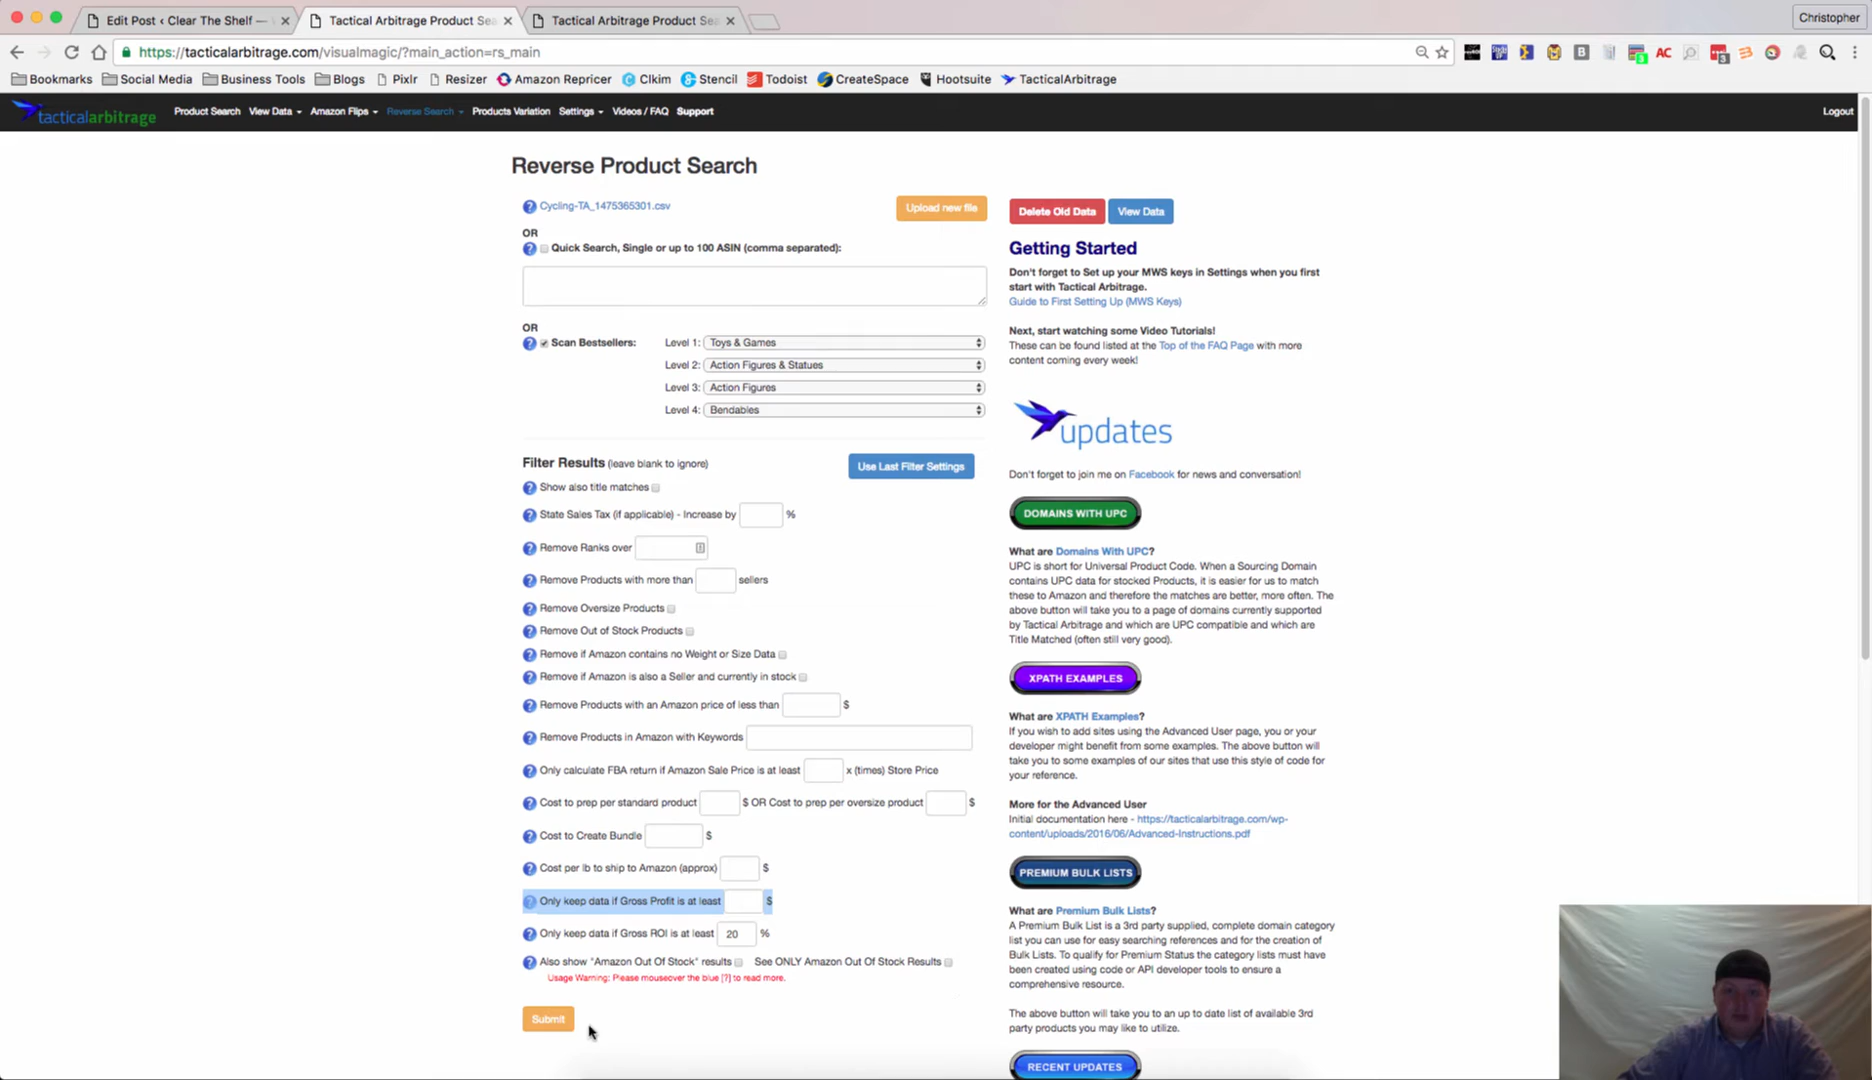 Edit Post ‹ Clear The Shelf —
Tactical Arbitrage Product Sea
Tactical Arbitrage Product Sea
Christopher
https://tacticalarbitrage.com/visualmagic/?main_action=rs_main
Bookmarks Social Media Business Tools Blogs Pixlr Resizer Amazon Repricer Clkim Stencil Todoist CreateSpace Hootsuite TacticalArbitrage
tacticalarbitrage Product Search View Data Amazon Flips Reverse Search Products Variation Settings Videos / FAQ Support Logout
Reverse Product Search
Cycling-TA_1475365301.csv
Upload new file
OR
Quick Search, Single or up to 100 ASIN (comma separated):
OR
Scan Bestsellers:
Level 1: Toys & Games
Level 2: Action Figures & Statues
Level 3: Action Figures
Level 4: Bendables
Filter Results (leave blank to ignore)
Use Last Filter Settings
Show also title matches
State Sales Tax (if applicable) - Increase by %
Remove Ranks over
Remove Products with more than sellers
Remove Oversize Products
Remove Out of Stock Products
Remove if Amazon contains no Weight or Size Data
Remove if Amazon is also a Seller and currently in stock
Remove Products with an Amazon price of less than $
Remove Products in Amazon with Keywords
Only calculate FBA return if Amazon Sale Price is at least x (times) Store Price
Cost to prep per standard product $ OR Cost to prep per oversize product $
Cost to Create Bundle $
Cost per lb to ship to Amazon (approx) $
Only keep data if Gross Profit is at least $
Only keep data if Gross ROI is at least 20 %
Also show "Amazon Out Of Stock" results See ONLY Amazon Out Of Stock Results
Usage Warning: Please mouseover the blue [?] to read more.
Submit
Delete Old Data
View Data
Getting Started
Don't forget to Set up your MWS keys in Settings when you first
start with Tactical Arbitrage.
Guide to First Setting Up (MWS Keys)
Next, start watching some Video Tutorials!
These can be found listed at the Top of the FAQ Page with more
content coming every week!
updates
Don't forget to join me on Facebook for news and conversation!
DOMAINS WITH UPC
What are Domains With UPC?
UPC is short for Universal Product Code. When a Sourcing Domain
contains UPC data for stocked Products, it is easier for us to match
these to Amazon and therefore the matches are better, more often. The
above button will take you to a page of domains currently supported
by Tactical Arbitrage and which are UPC compatible and which are
Title Matched (often still very good).
XPATH EXAMPLES
What are XPATH Examples?
If you wish to add sites using the Advanced User page, you or your
developer might benefit from some examples. The above button will
take you to some examples of our sites that use this style of code for
your reference.
More for the Advanced User
Initial documentation here - https://tacticalarbitrage.com/wp-
content/uploads/2016/06/Advanced-Instructions.pdf
PREMIUM BULK LISTS
What are Premium Bulk Lists?
A Premium Bulk List is a 3rd party supplied, complete domain category
list you can use for easy searching references and for the creation of
Bulk Lists. To qualify for Premium Status the category lists must have
been created using code or API developer tools to ensure a
comprehensive resource.
The above button will take you to an up to date list of available 3rd
party products you may like to utilize.
RECENT UPDATES